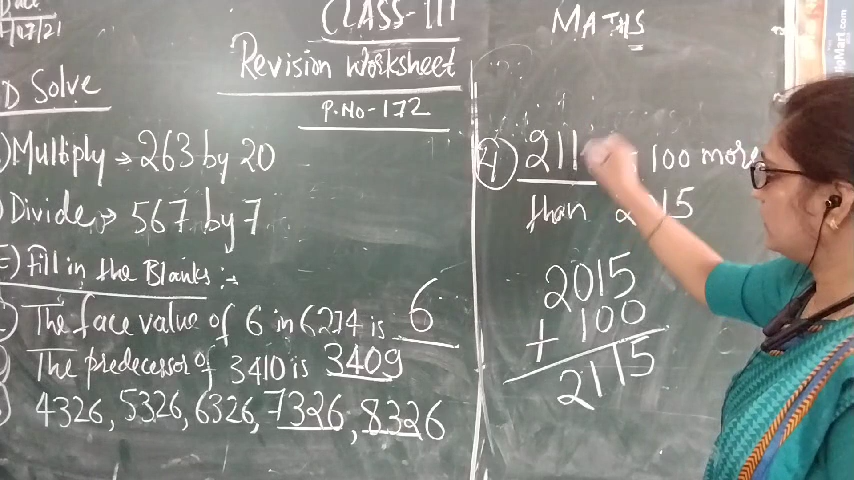 Date
CLASS-III
MATHS
Revision Worksheet
P.No-172
D Solve
Multiply → 263 by 20
Divide → 567 by 7
E) Fill in the Blanks :-
The face value of 6 in 6274 is 6
The predecessor of 3410 is 3409
4326, 5326, 6326, 7326, 8326
4 211 100 more
than 2015
2015
+ 100
2115